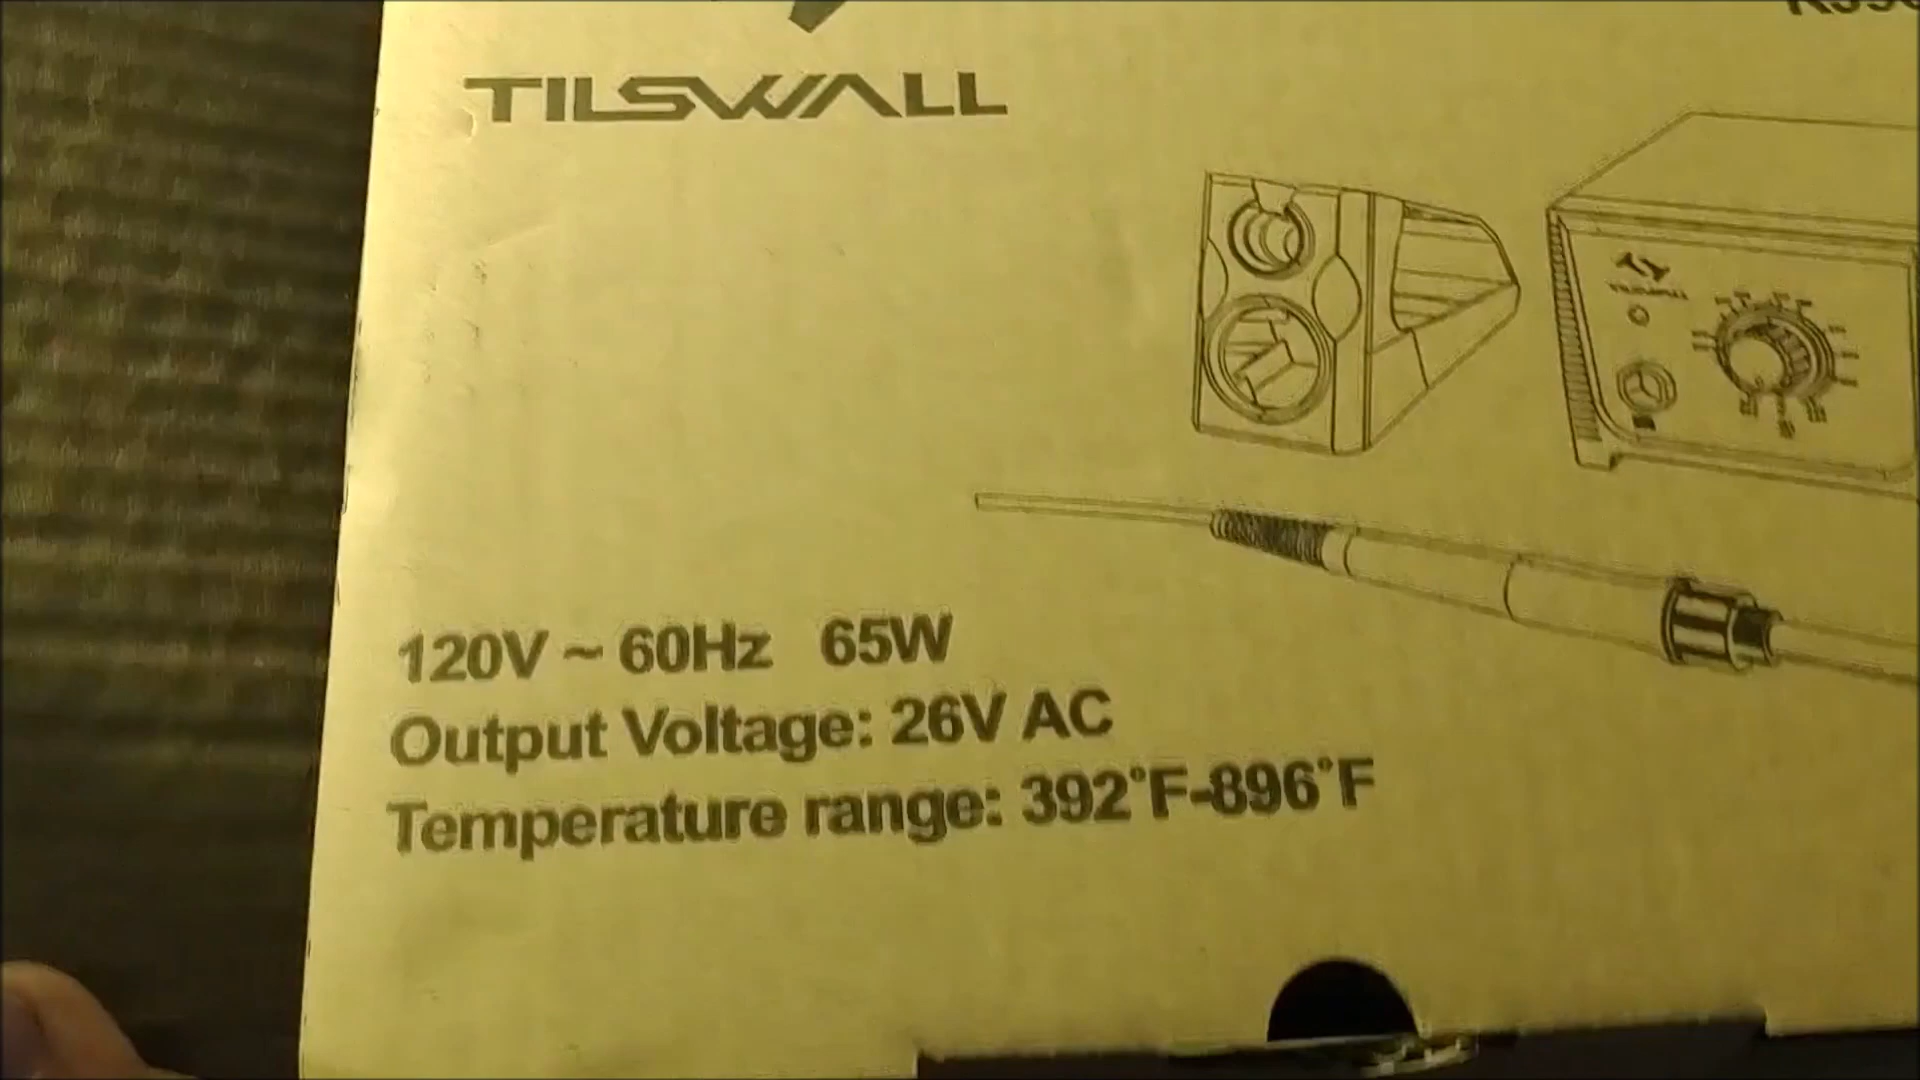 TILSWALL
120V ~ 60Hz 65W
Output Voltage: 26V AC
Temperature range: 392°F-896°F